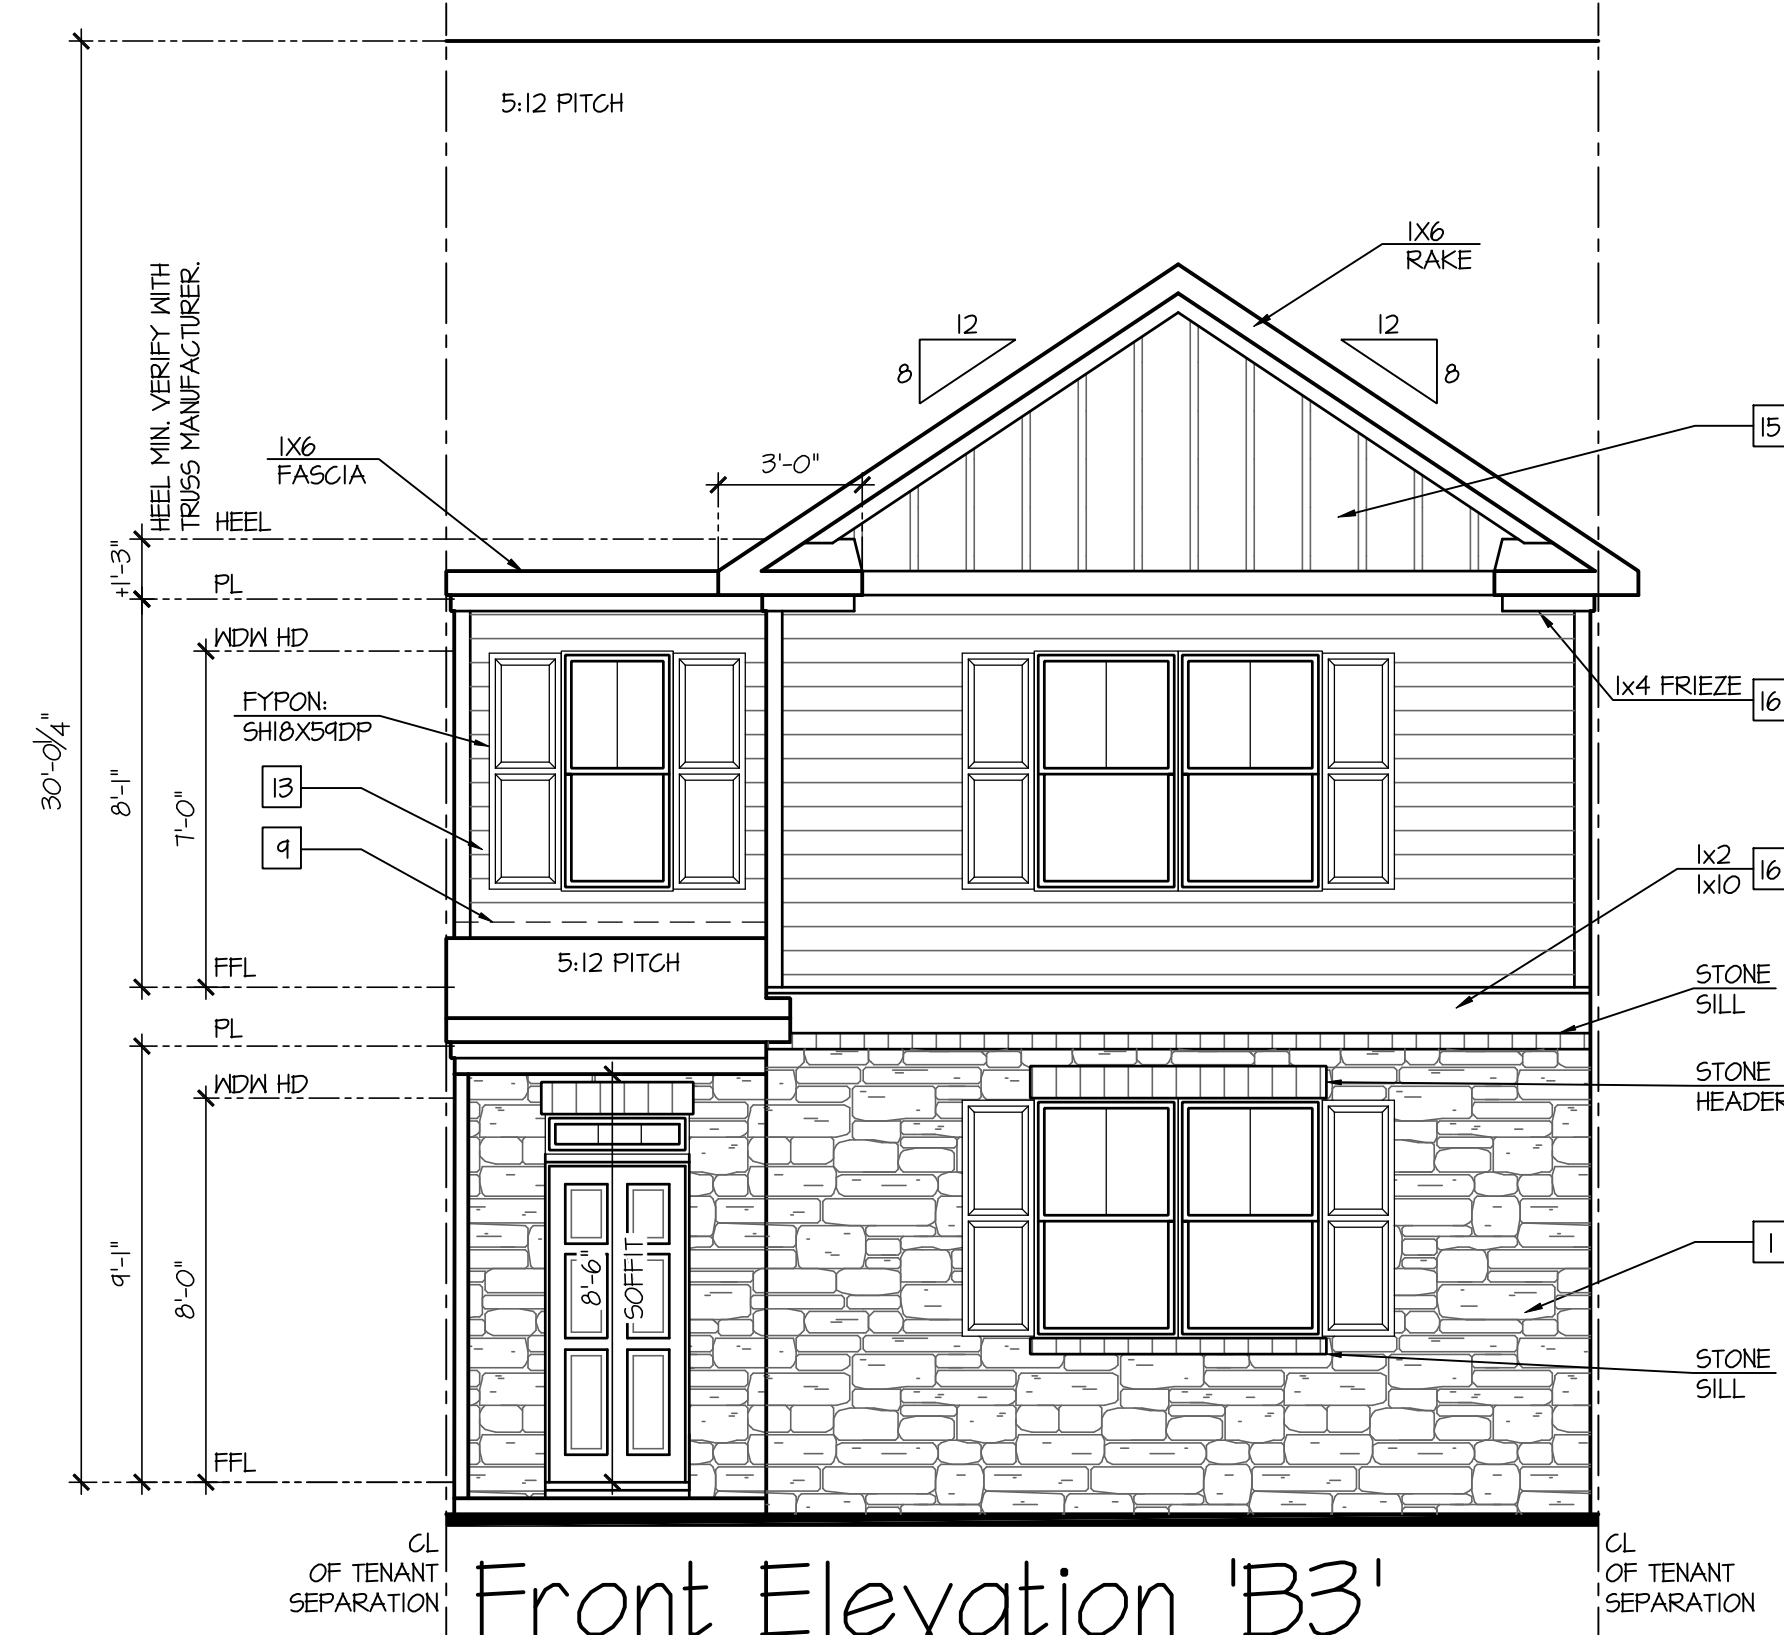 5:12 PITCH
1X6
RAKE
12
8
12
8
15
HEEL MIN. VERIFY WITH
TRUSS MANUFACTURER.
1X6
FASCIA
3'-0"
HEEL
+1'-3"
PL
WDW HD
1x4 FRIEZE
16
FYPON:
SH18X59DP
30'-0¼"
8'-1"
7'-0"
13
9
1x2
1x10
16
FFL
5:12 PITCH
STONE
SILL
PL
WDW HD
STONE
HEADER
9'-1"
8'-0"
8'-6"
SOFFIT
1
STONE
SILL
FFL
CL
OF TENANT
SEPARATION
CL
OF TENANT
SEPARATION
Front Elevation 'B3'